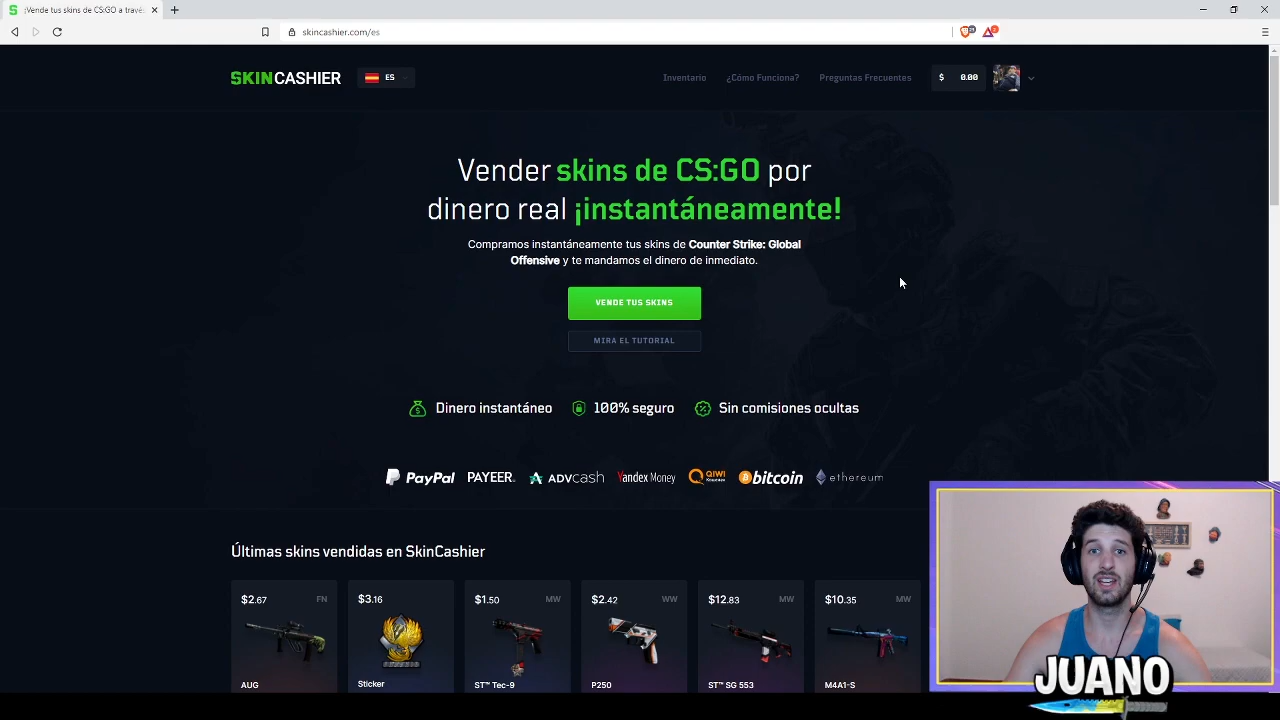 ¡Vende tus skins de CS:GO a travé
skincashier.com/es
SKINCASHIER
ES
Inventario
¿Cómo Funciona?
Preguntas Frecuentes
$ 0.00
Vender skins de CS:GO por
dinero real ¡instantáneamente!
Compramos instantáneamente tus skins de Counter Strike: Global
Offensive y te mandamos el dinero de inmediato.
VENDE TUS SKINS
MIRA EL TUTORIAL
Dinero instantáneo
100% seguro
Sin comisiones ocultas
PayPal
PAYEER
ADVCASH
Yandex Money
QIWI
bitcoin
ethereum
Últimas skins vendidas en SkinCashier
$2.67 FN
AUG
$3.16
Sticker
$1.50 MW
ST™ Tec-9
$2.42 WW
P250
$12.83 MW
ST™ SG 553
$10.35 MW
M4A1-S
JUANO